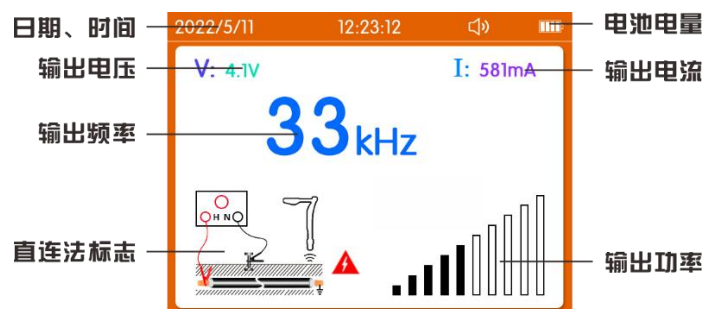 日期、时间
2022/5/11 12:23:12
电池电量
输出电压
V: 4.1V
I: 581mA
输出电流
输出频率
33kHz
H N
直连法标志
输出功率